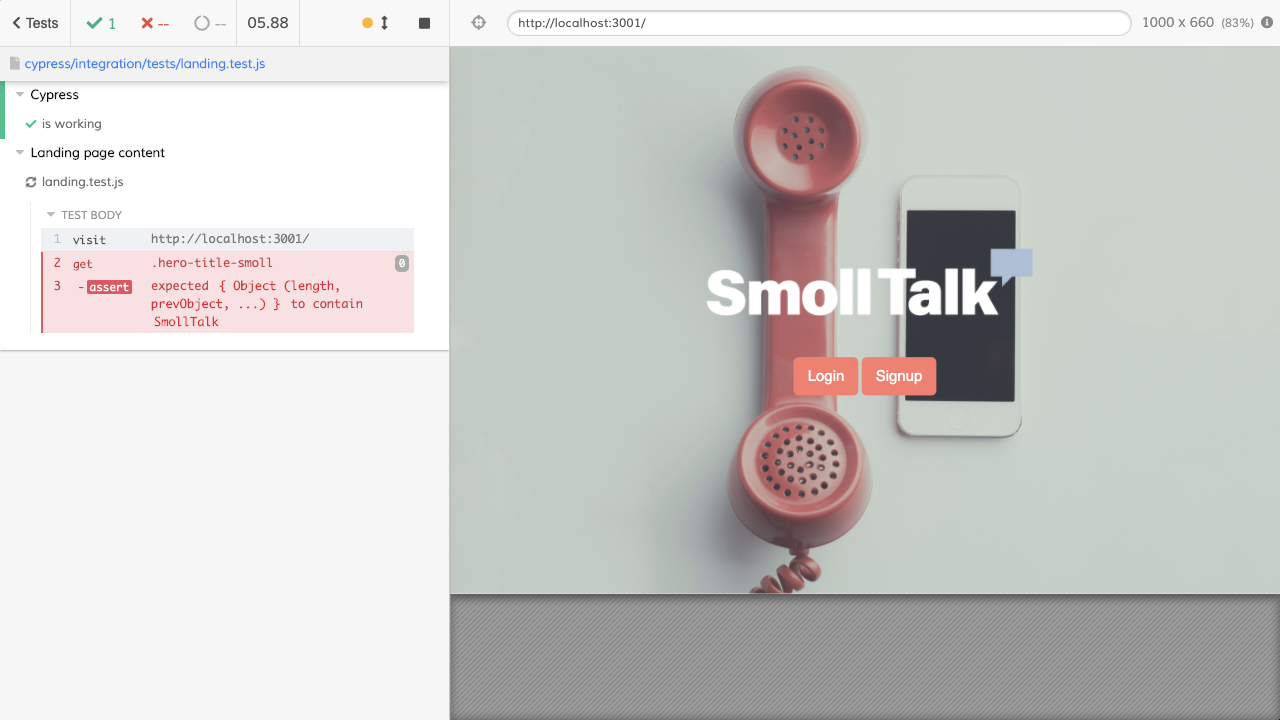 Tests
1
--
--
05.88
http://localhost:3001/
1000 x 660 (83%)
cypress/integration/tests/landing.test.js
Cypress
is working
Landing page content
landing.test.js
TEST BODY
1 visit http://localhost:3001/
2 get .hero-title-smoll 0
3 - assert expected { Object (length,
prevObject, ...) } to contain
SmollTalk
Smoll Talk
Login Signup